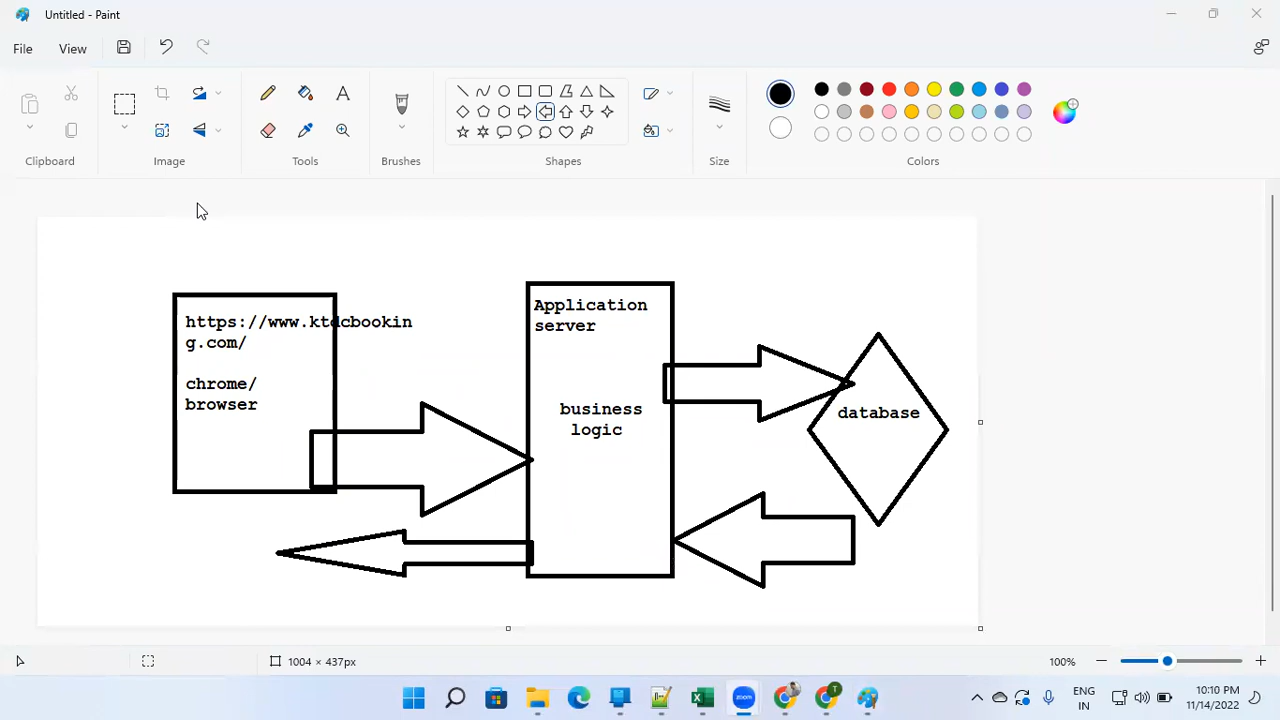 Untitled - Paint
File View
Clipboard Image Tools Brushes Shapes Size Colors
https://www.ktdcbookin
g.com/
chrome/
browser
Application
server
business
logic
database
1004 × 437px
100%
zoom
T
ENG
IN
10:10 PM
11/14/2022